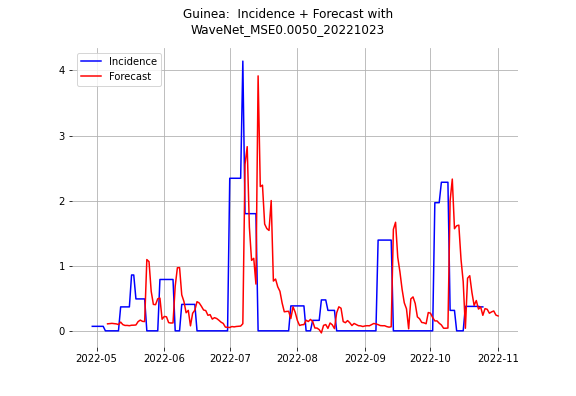 Guinea:  Incidence + Forecast with
WaveNet_MSE0.0050_20221023
Incidence
Forecast
4
3
2
1
0
2022-05 2022-06 2022-07 2022-08 2022-09 2022-10 2022-11